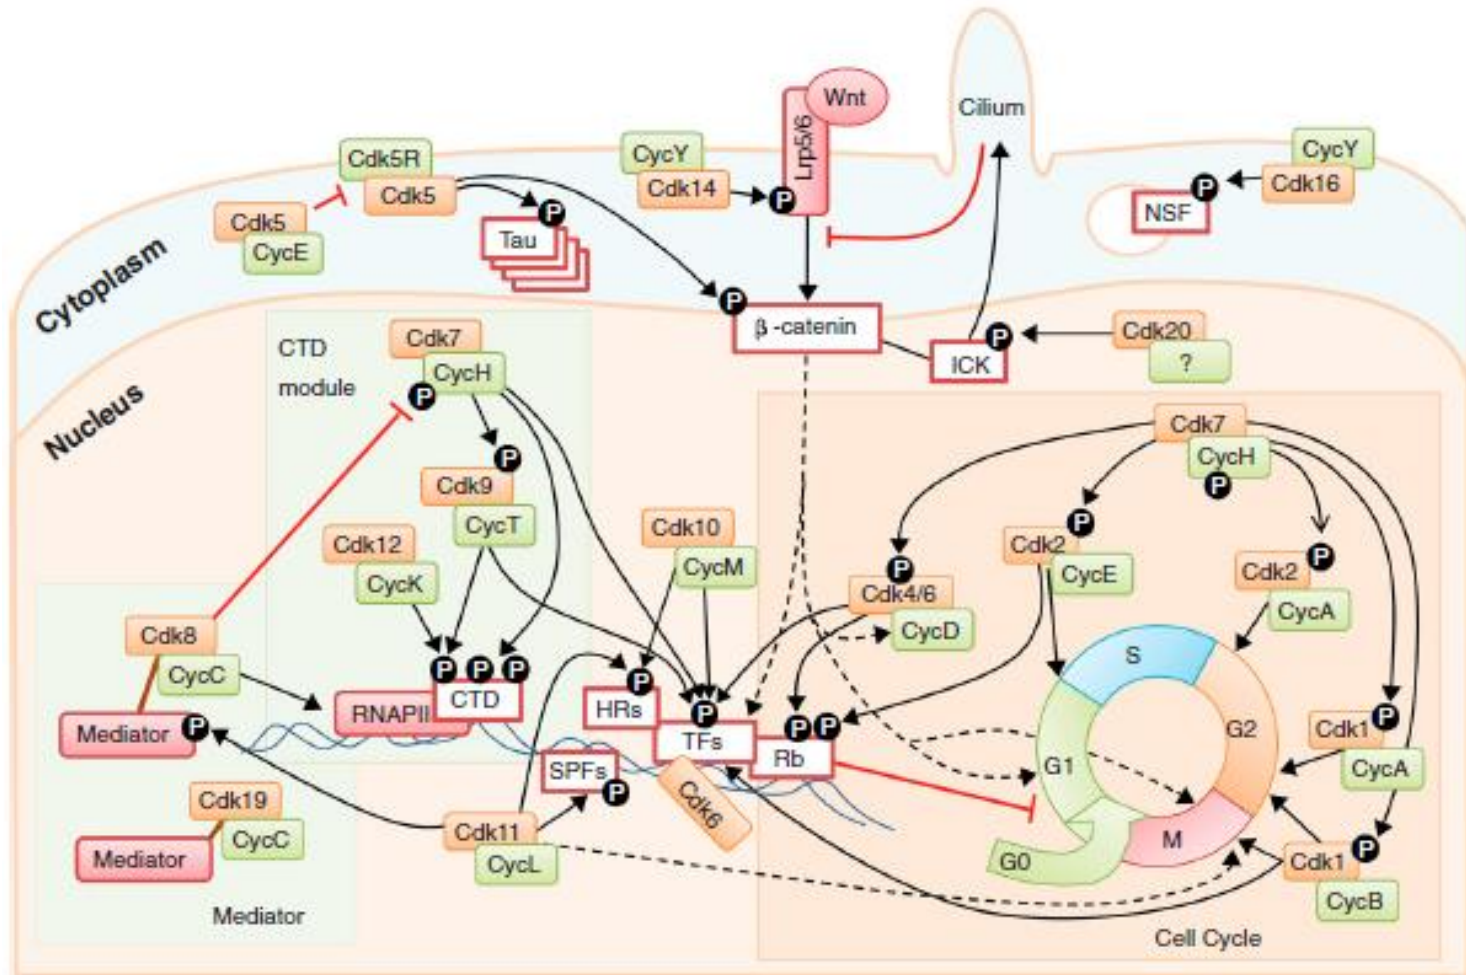 Wnt
Lrp5/6
Cilium
Cdk5R
Cdk5
Cdk5
CycE
P
Tau
CycY
Cdk14
P
CycY
Cdk16
P
NSF
Cytoplasm
Nucleus
P
β-catenin
P
ICK
Cdk20
?
CTD
module
Cdk7
CycH
P
P
Cdk9
CycT
Cdk12
CycK
Cdk10
CycM
Cdk7
CycH
P
P
Cdk2
CycE
P
Cdk2
CycA
P
Cdk4/6
CycD
Cdk8
CycC
Mediator
P
P
P
P
RNAPII
CTD
P
HRs
P
TFs
P
P
Rb
SPFs
P
Cdk6
S
G2
G1
M
G0
P
Cdk1
CycA
P
Cdk1
CycB
Cdk19
CycC
Mediator
Cdk11
CycL
Mediator
Cell Cycle